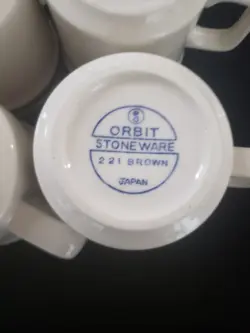 ORBIT
STONEWARE
221 BROWN
JAPAN